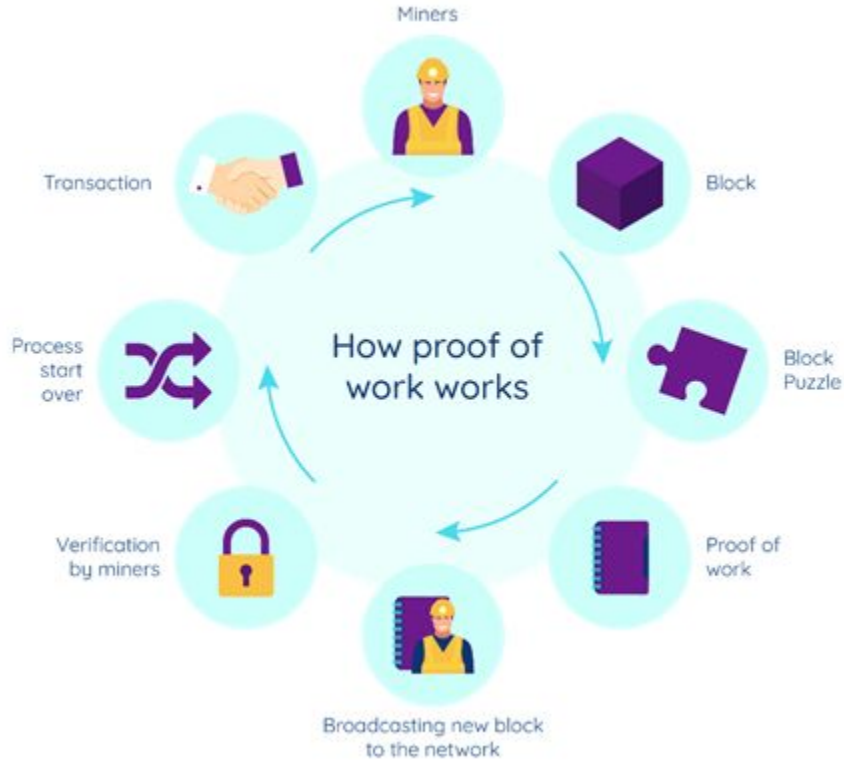 Miners
Block
Block
Puzzle
Proof of
work
Broadcasting new block
to the network
Verification
by miners
Process
start
over
Transaction
How proof of
work works